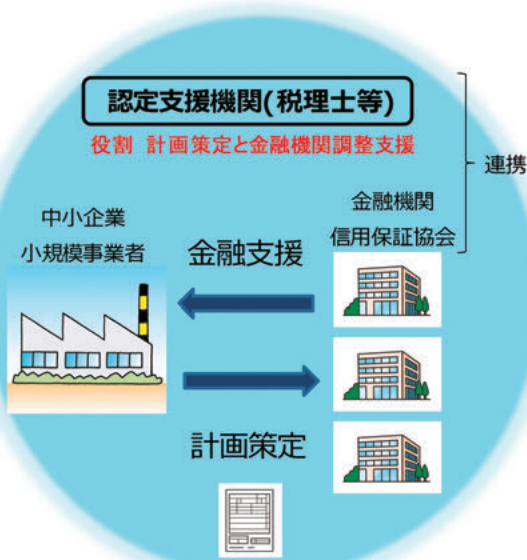 認定支援機関(税理士等)
役割 計画策定と金融機関調整支援
連携
中小企業
小規模事業者
金融支援
金融機関
信用保証協会
計画策定